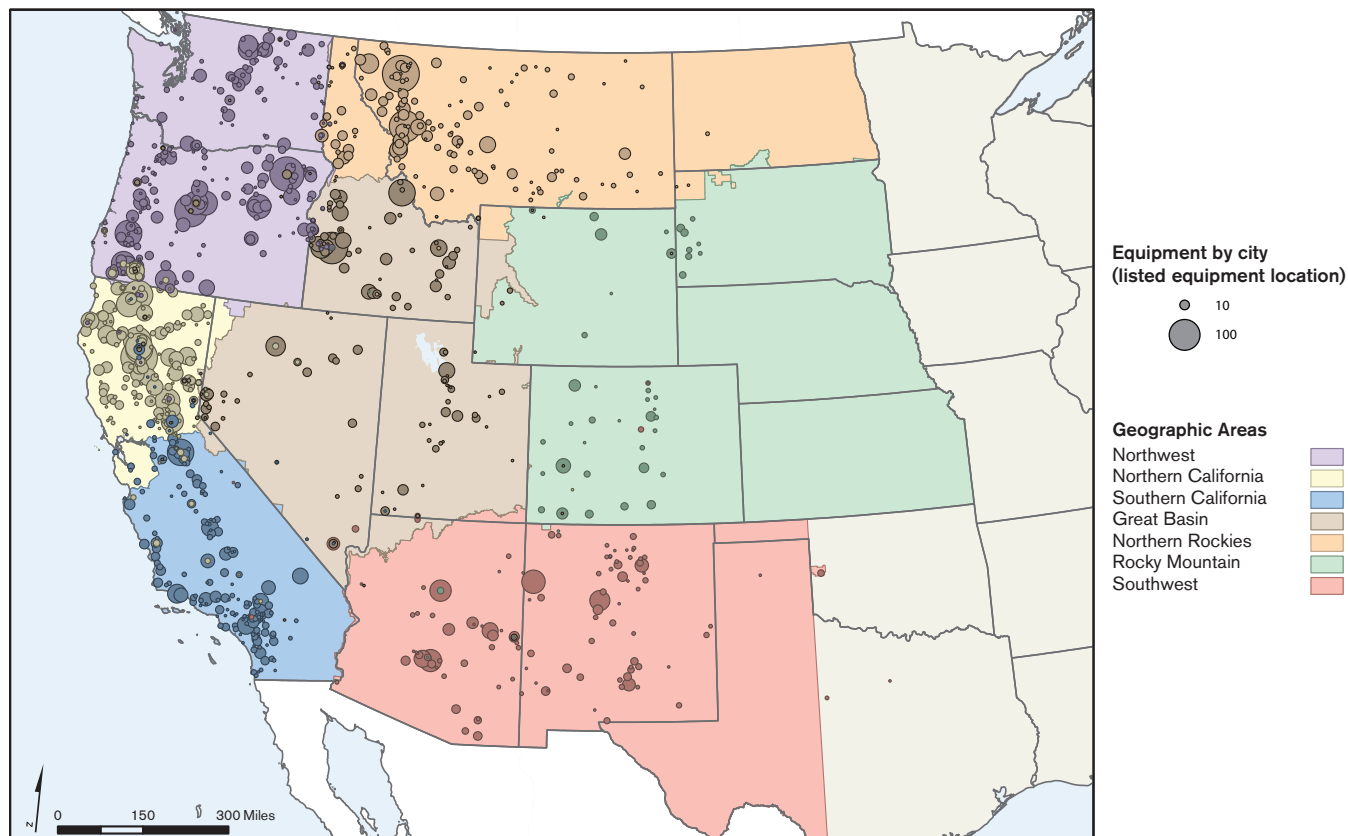 Equipment by city
(listed equipment location)
10
100
Geographic Areas
Northwest
Northern California
Southern California
Great Basin
Northern Rockies
Rocky Mountain
Southwest
N
0 150 300 Miles